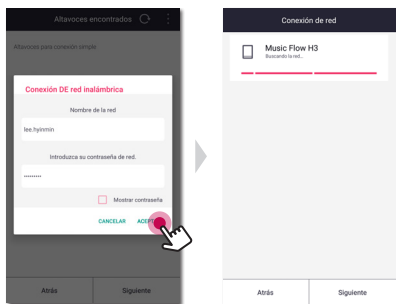 Altavoces encontrados
Altavoces para conexión simple
Conexión DE red inalámbrica
Nombre de la red
lee.hyinmin
Introduzca su contraseña de red.
.........
Mostrar contraseña
CANCELAR
Atrás
Siguiente
Conexión de red
Music Flow H3
Buscando la red..
Atrás
Siguiente